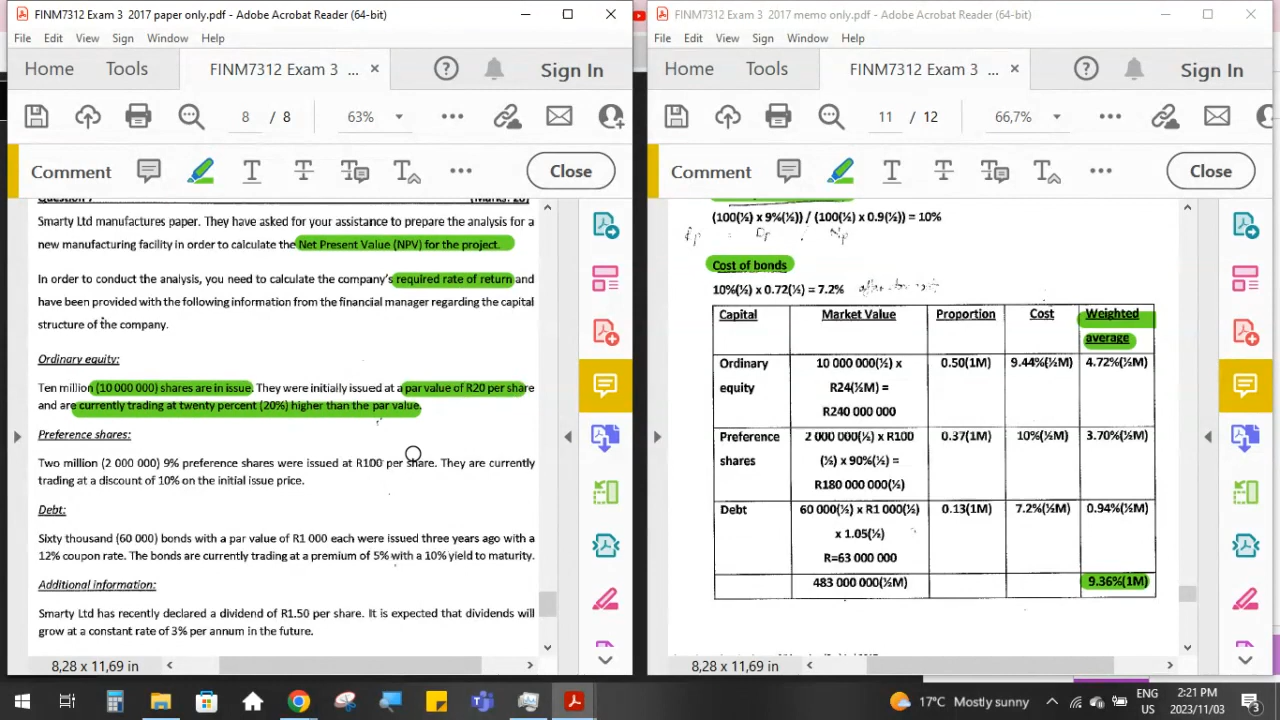 FINM7312 Exam 3 2017 paper only.pdf - Adobe Acrobat Reader (64-bit)
File Edit View Sign Window Help
Home Tools FINM7312 Exam 3 ... × Sign In
8 / 8 63%
Comment Close
Question 7 (Marks: 20)
Smarty Ltd manufactures paper. They have asked for your assistance to prepare the analysis for a
new manufacturing facility in order to calculate the Net Present Value (NPV) for the project.
In order to conduct the analysis, you need to calculate the company's required rate of return and
have been provided with the following information from the financial manager regarding the capital
structure of the company.
Ordinary equity:
Ten million (10 000 000) shares are in issue. They were initially issued at a par value of R20 per share
and are currently trading at twenty percent (20%) higher than the par value.
Preference shares:
Two million (2 000 000) 9% preference shares were issued at R100 per share. They are currently
trading at a discount of 10% on the initial issue price.
Debt:
Sixty thousand (60 000) bonds with a par value of R1 000 each were issued three years ago with a
12% coupon rate. The bonds are currently trading at a premium of 5% with a 10% yield to maturity.
Additional information:
Smarty Ltd has recently declared a dividend of R1.50 per share. It is expected that dividends will
grow at a constant rate of 3% per annum in the future.
8,28 x 11,69 in
FINM7312 Exam 3 2017 memo only.pdf - Adobe Acrobat Reader (64-bit)
File Edit View Sign Window Help
Home Tools FINM7312 Exam 3 ... × Sign In
11 / 12 66,7%
Comment Close
(100(½) x 9%(½)) / (100(½) x 0.9(½)) = 10%
Cost of bonds
10%(½) x 0.72(½) = 7.2%
Capital Market Value Proportion Cost Weighted
average
Ordinary 10 000 000(½) x 0.50(1M) 9.44%(½M) 4.72%(½M)
equity R24(½M) =
R240 000 000
Preference 2 000 000(½) x R100 0.37(1M) 10%(½M) 3.70%(½M)
shares (½) x 90%(½) =
R180 000 000(½)
Debt 60 000(½) x R1 000(½) 0.13(1M) 7.2%(½M) 0.94%(½M)
x 1.05(½)
R=63 000 000
483 000 000(½M) 9.36%(1M)
8,28 x 11,69 in
17°C Mostly sunny
ENG
US
2:21 PM
2023/11/03
3